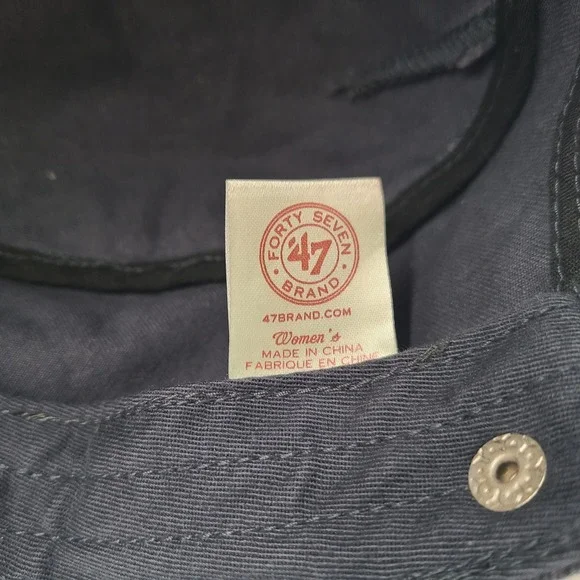 FORTY SEVEN
'47
BRAND
47BRAND.COM
Women's
MADE IN CHINA
FABRIQUE EN CHINE